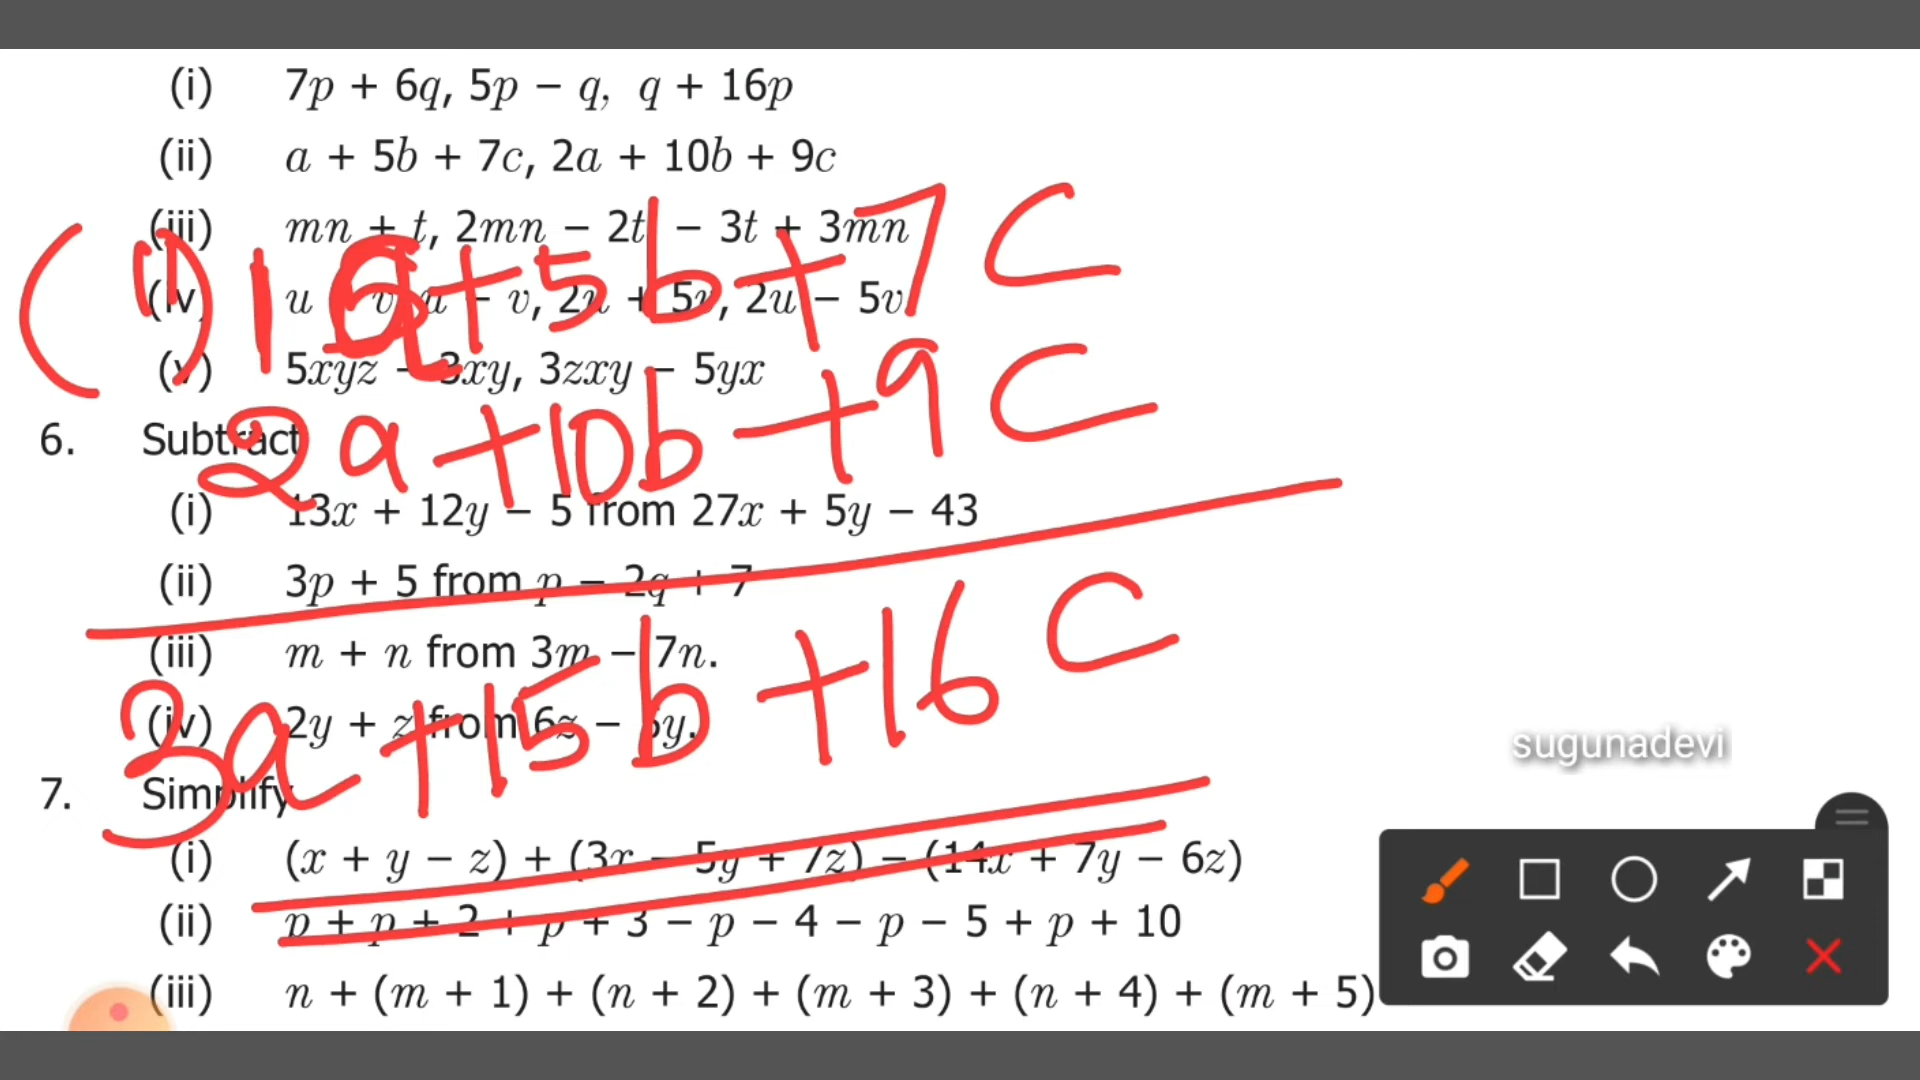 (i) 7p + 6q, 5p − q, q + 16p
(ii) a + 5b + 7c, 2a + 10b + 9c
(iii) mn + t, 2mn − 2t, − 3t + 3mn
(ii) 1a+5b+7c
(iv) u v, u − v, 2u + 5v, 2u − 5v
(v) 5xyz − 3xy, 3zxy − 5yx
2a+10b+9c
6. Subtract
(i) 13x + 12y − 5 from 27x + 5y − 43
(ii) 3p + 5 from p − 2q + 7
(iii) m + n from 3m − 7n.
3a+15b+16c
(iv) 2y + z from 6z − y.
sugunadevi
7. Simplify
(i) (x + y − z) + (3x − 5y + 7z) − (14x + 7y − 6z)
(ii) p + p + 2 + p + 3 − p − 4 − p − 5 + p + 10
(iii) n + (m + 1) + (n + 2) + (m + 3) + (n + 4) + (m + 5)